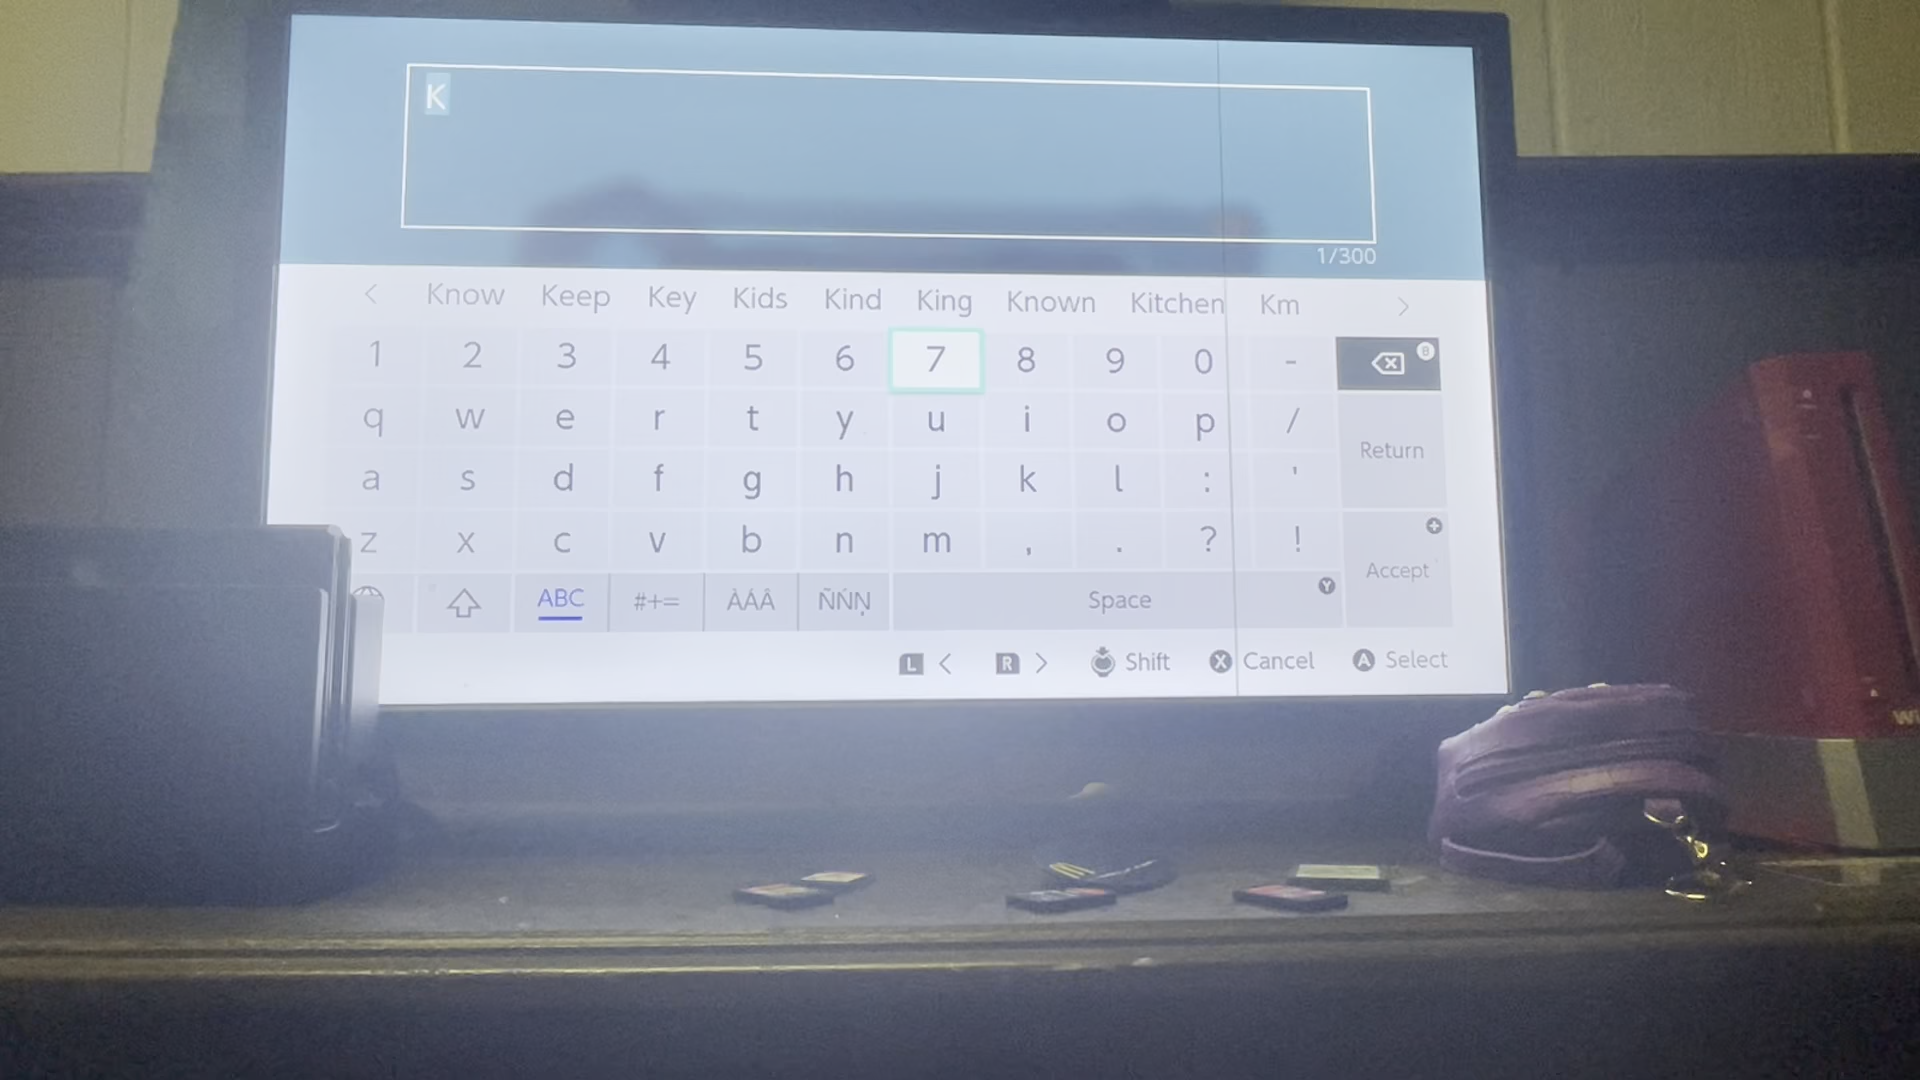 K
1/300
< Know Keep Key Kids Kind King Known Kitchen Km >
1 2 3 4 5 6 7 8 9 0 - B
q w e r t y u i o p / Return
a s d f g h j k l : '
z x c v b n m , . ? ! + Accept
ABC #+= ÀÁÂ ÑŃŅ Space Y
L < R > Shift X Cancel A Select